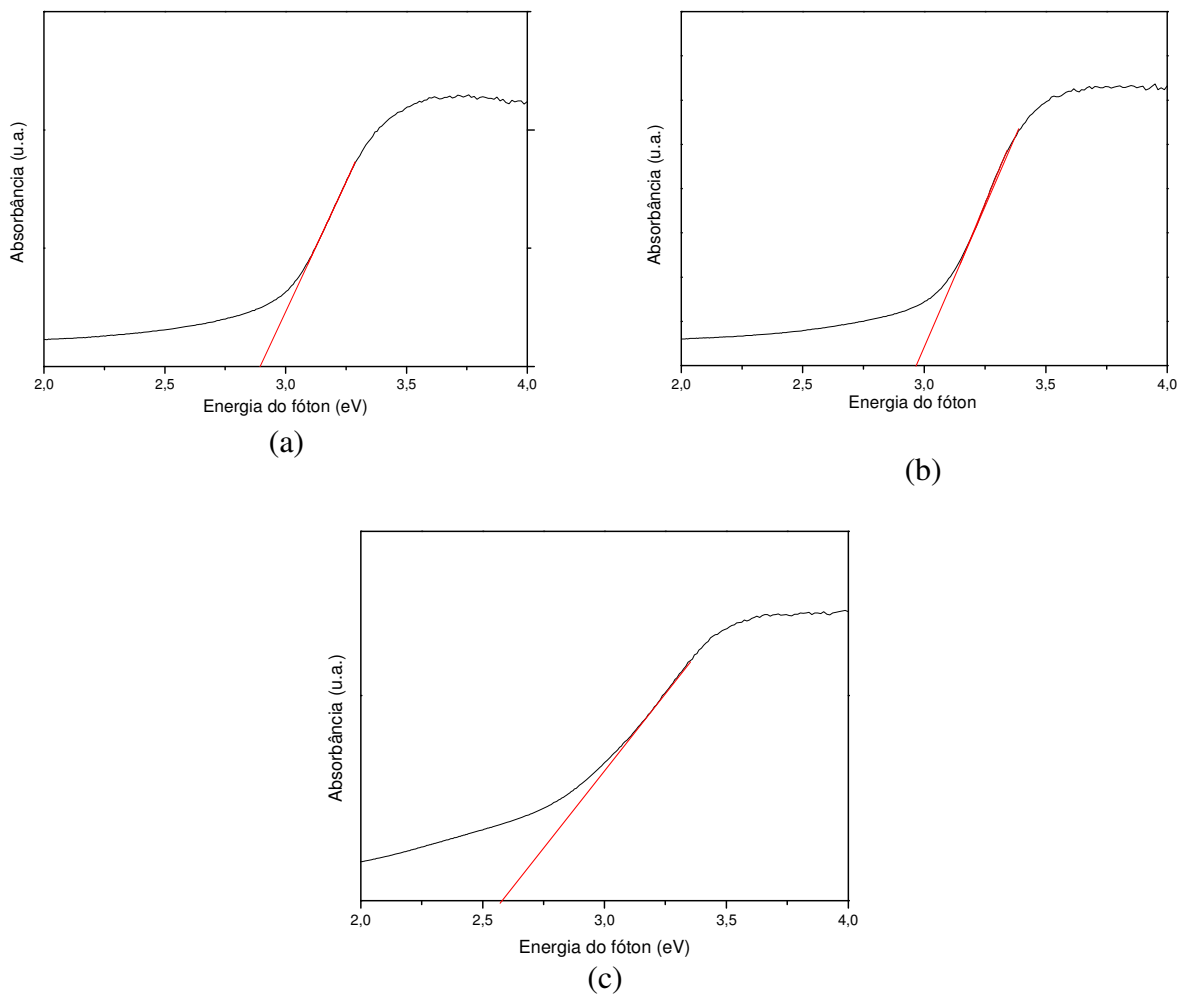 Absorbância (u.a.)
2,0 2,5 3,0 3,5 4,0
Energia do fóton (eV)
(a)
Absorbância (u.a.)
2,0 2,5 3,0 3,5 4,0
Energia do fóton
(b)
Absorbância (u.a.)
2,0 2,5 3,0 3,5 4,0
Energia do fóton (eV)
(c)